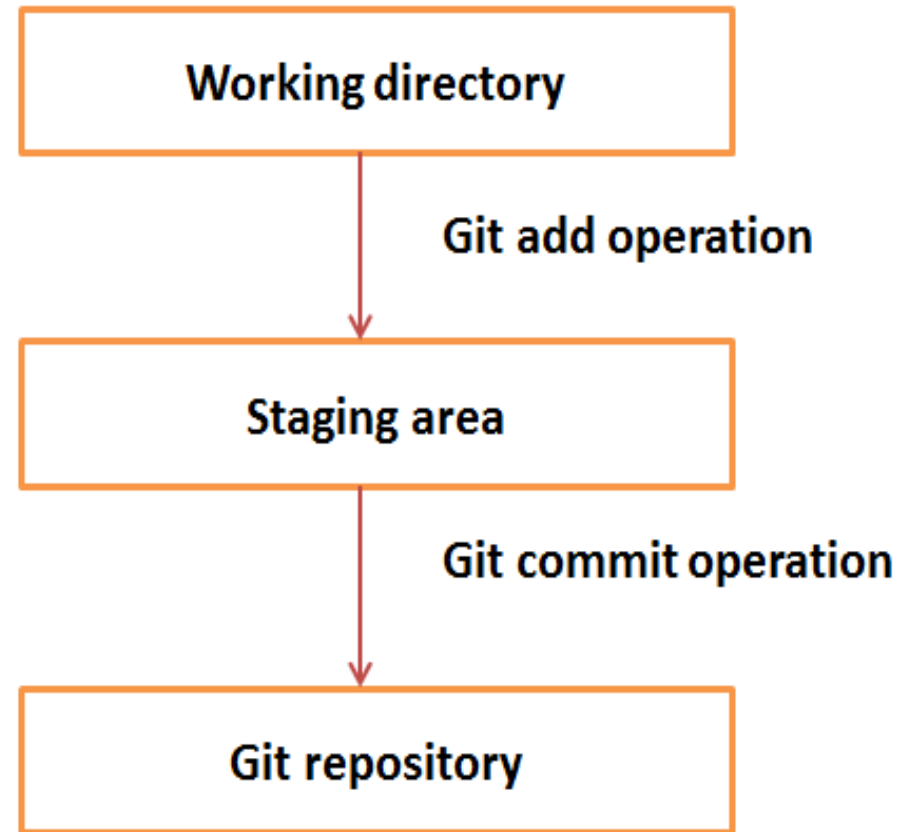 Working directory
Git add operation
Staging area
Git commit operation
Git repository